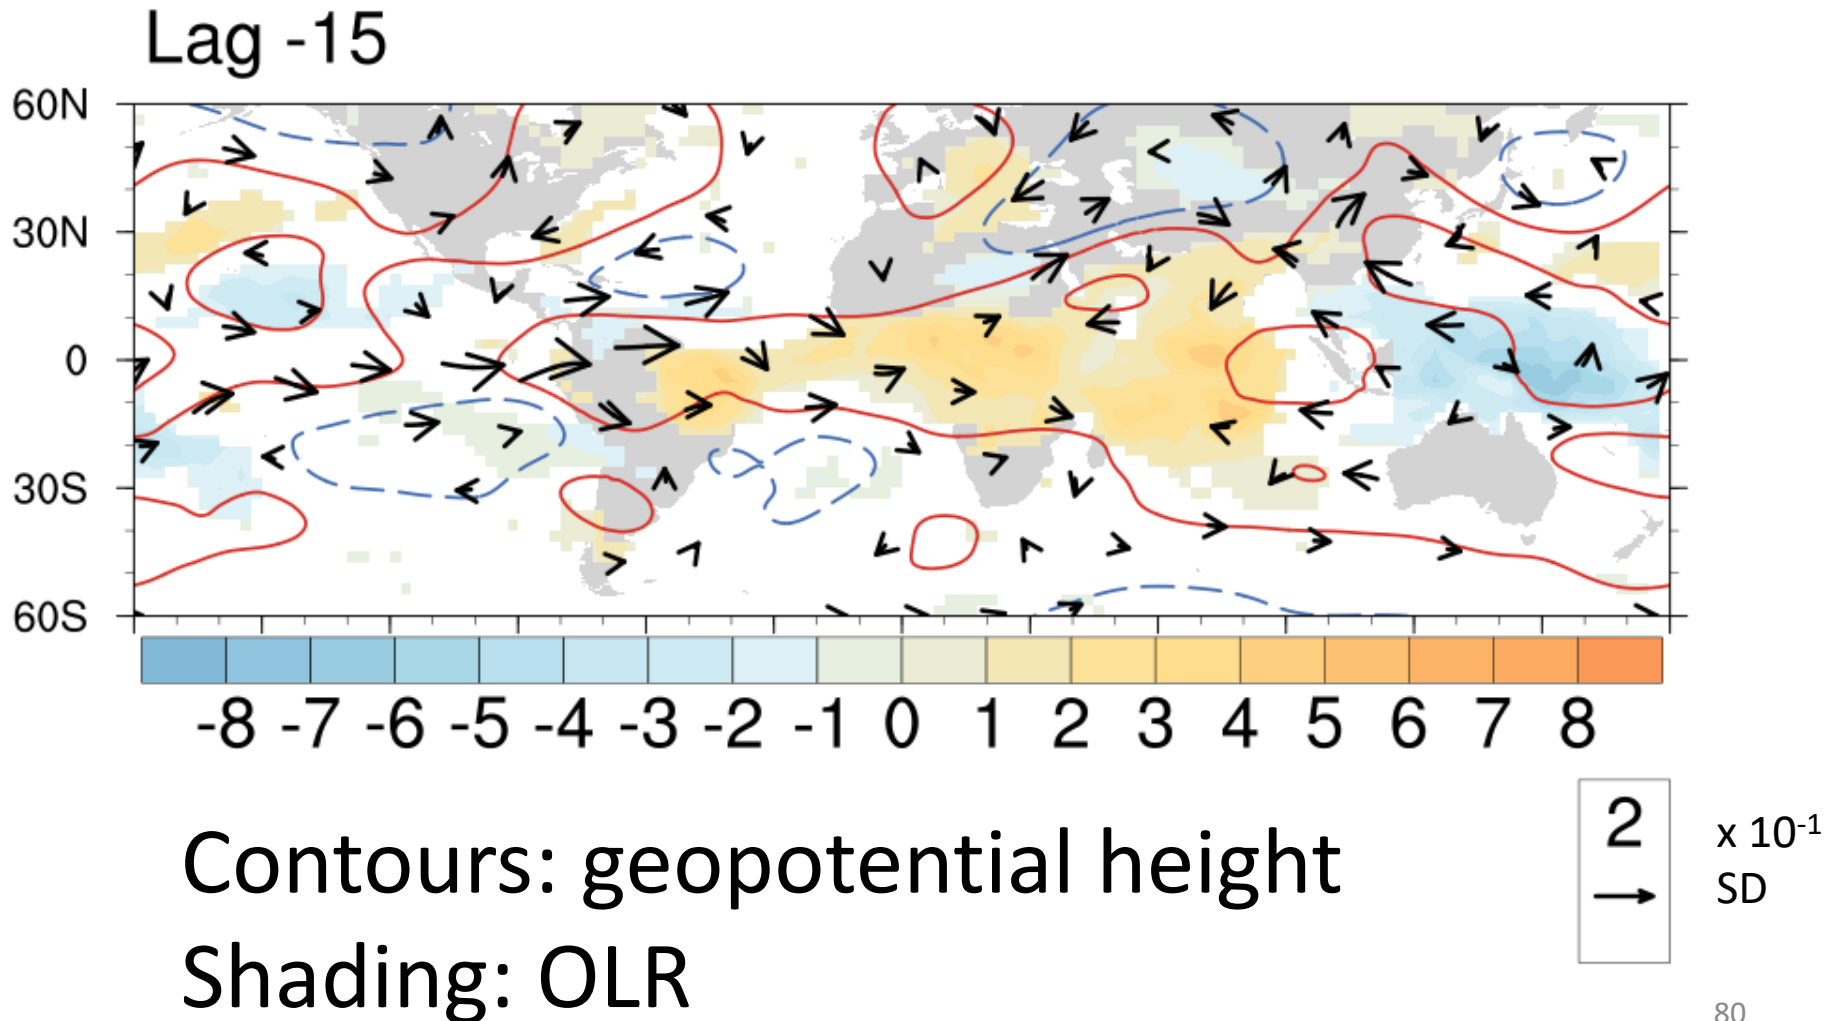 Lag -15
60N
30N
0
30S
60S
-8 -7 -6 -5 -4 -3 -2 -1 0 1 2 3 4 5 6 7 8
2
x 10-1
SD
Contours: geopotential height
Shading: OLR
80